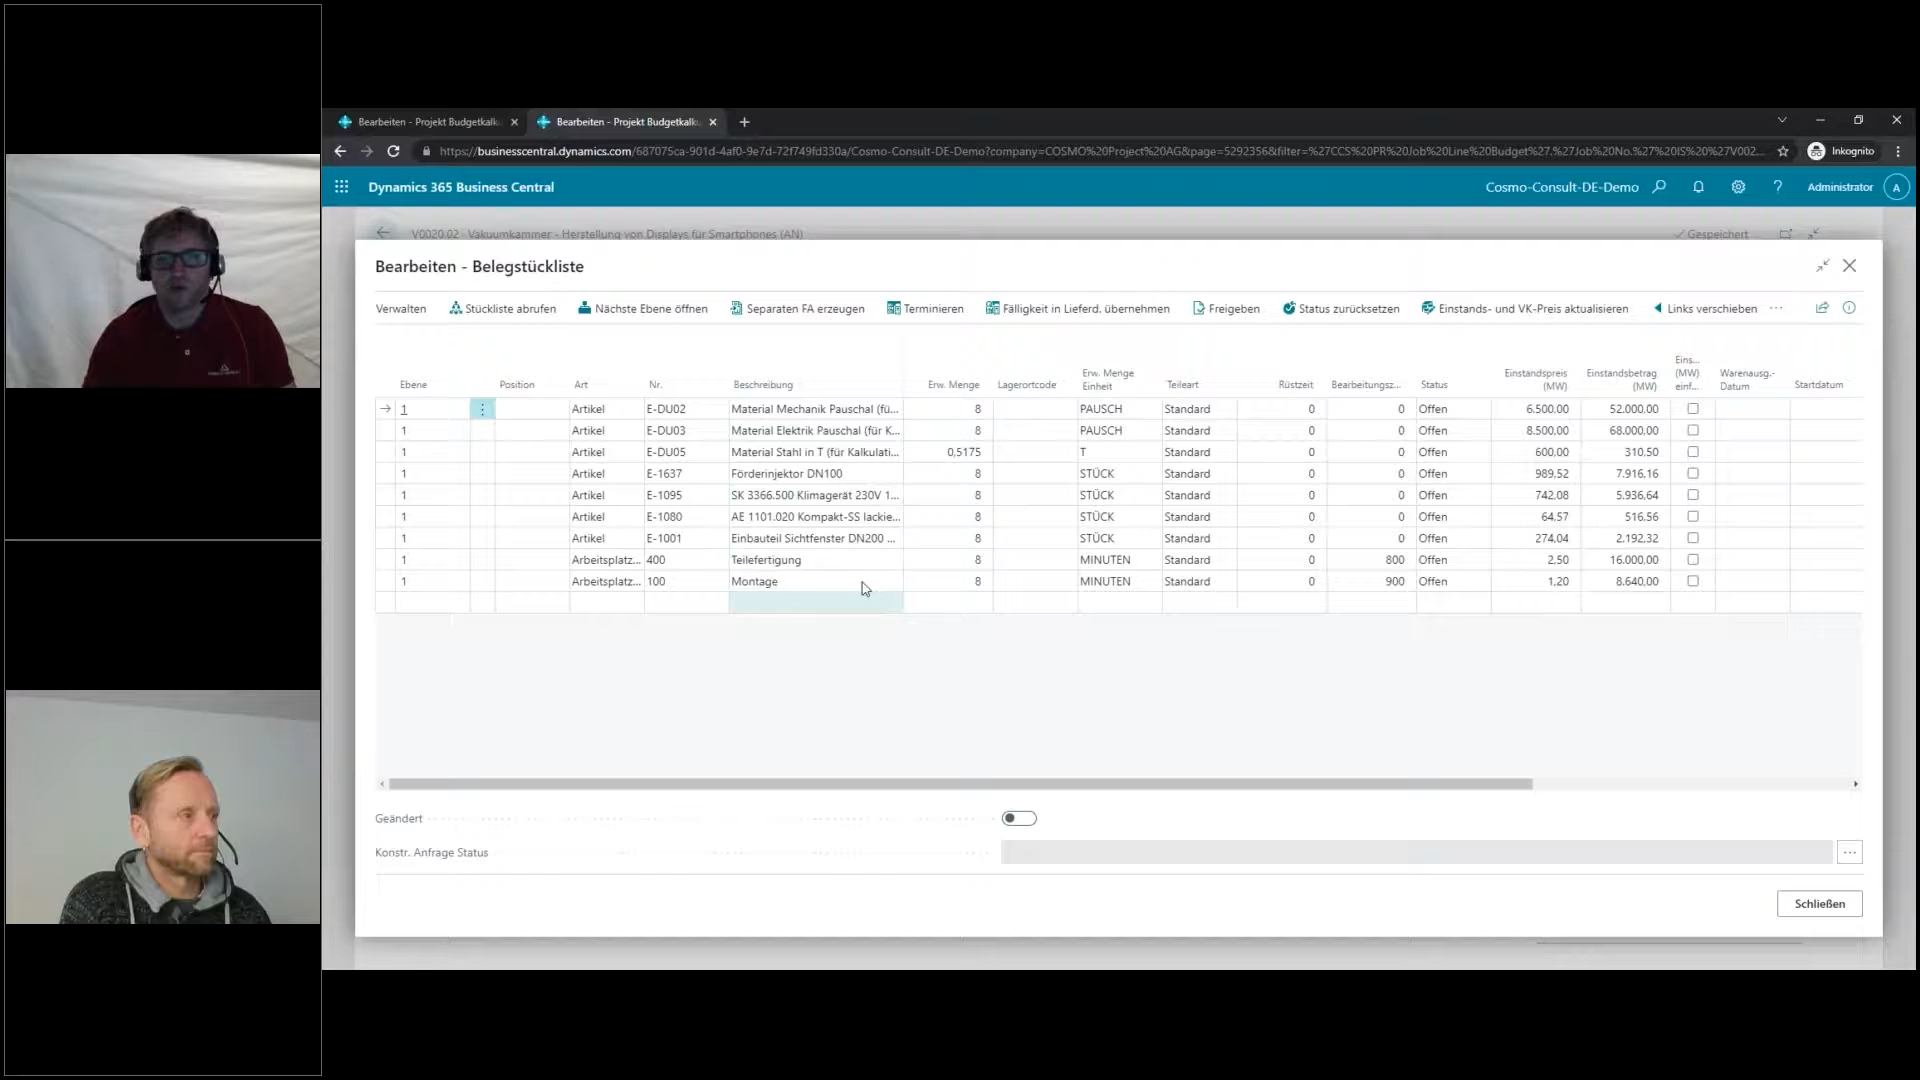 Bearbeiten - Projekt Budgetkalk
Bearbeiten - Projekt Budgetkalku
https://businesscentral.dynamics.com/687075ca-901d-4af0-9e7d-72f749fd330a/Cosmo-Consult-DE-Demo?company=COSMO%20Project%20AG&page=5292356&filter=%27CCS%20PR%20Job%20Line%20Budget%27.%27Job%20No.%27%20IS%20%27V002...
Inkognito
Dynamics 365 Business Central
Cosmo-Consult-DE-Demo
?
Administrator
A
V0020.02 · Vakuumkammer - Herstellung von Displays für Smartphones (AN)
Gespeichert
Bearbeiten - Belegstückliste
Verwalten Stückliste abrufen Nächste Ebene öffnen Separaten FA erzeugen Terminieren Fälligkeit in Lieferd. übernehmen Freigeben Status zurücksetzen Einstands- und VK-Preis aktualisieren Links verschieben ...
Ebene Position Art Nr. Beschreibung Erw. Menge Lagerortcode Erw. Menge Einheit Teileart Rüstzeit Bearbeitungsz... Status Einstandspreis (MW) Einstandsbetrag (MW) Eins... (MW) einf... Warenausg.-Datum Startdatum
1 Artikel E-DU02 Material Mechanik Pauschal (fü... 8 PAUSCH Standard 0 0 Offen 6.500,00 52.000,00
1 Artikel E-DU03 Material Elektrik Pauschal (für K... 8 PAUSCH Standard 0 0 Offen 8.500,00 68.000,00
1 Artikel E-DU05 Material Stahl in T (für Kalkulati... 0,5175 T Standard 0 0 Offen 600,00 310,50
1 Artikel E-1637 Förderinjektor DN100 8 STÜCK Standard 0 0 Offen 989,52 7.916,16
1 Artikel E-1095 SK 3366.500 Klimagerät 230V 1... 8 STÜCK Standard 0 0 Offen 742,08 5.936,64
1 Artikel E-1080 AE 1101.020 Kompakt-SS lackie... 8 STÜCK Standard 0 0 Offen 64,57 516,56
1 Artikel E-1001 Einbauteil Sichtfenster DN200 ... 8 STÜCK Standard 0 0 Offen 274,04 2.192,32
1 Arbeitsplatz... 400 Teilefertigung 8 MINUTEN Standard 0 800 Offen 2,50 16.000,00
1 Arbeitsplatz... 100 Montage 8 MINUTEN Standard 0 900 Offen 1,20 8.640,00
Geändert
Konstr. Anfrage Status
...
Schließen